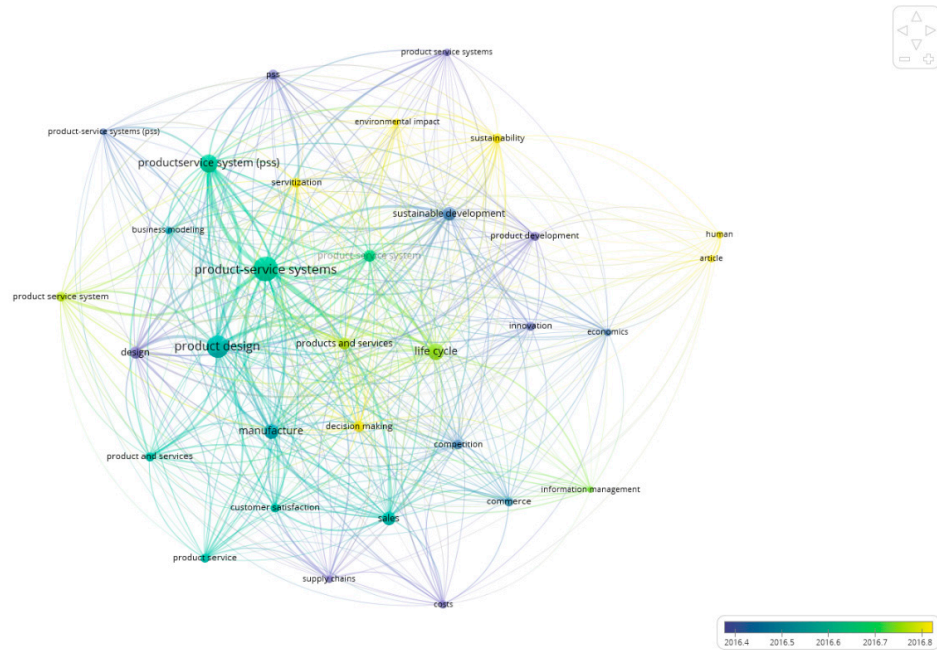 product service systems
pss
environmental impact
product-service systems (pss)
sustainability
productservice system (pss)
servitization
sustainable development
business modeling
product development
human
product service system
article
product-service systems
product service system
innovation
economics
products and services
product design
design
life cycle
decision making
manufacture
competition
product and services
information management
commerce
customer satisfaction
sales
product service
supply chains
costs
2016.4 2016.5 2016.6 2016.7 2016.8